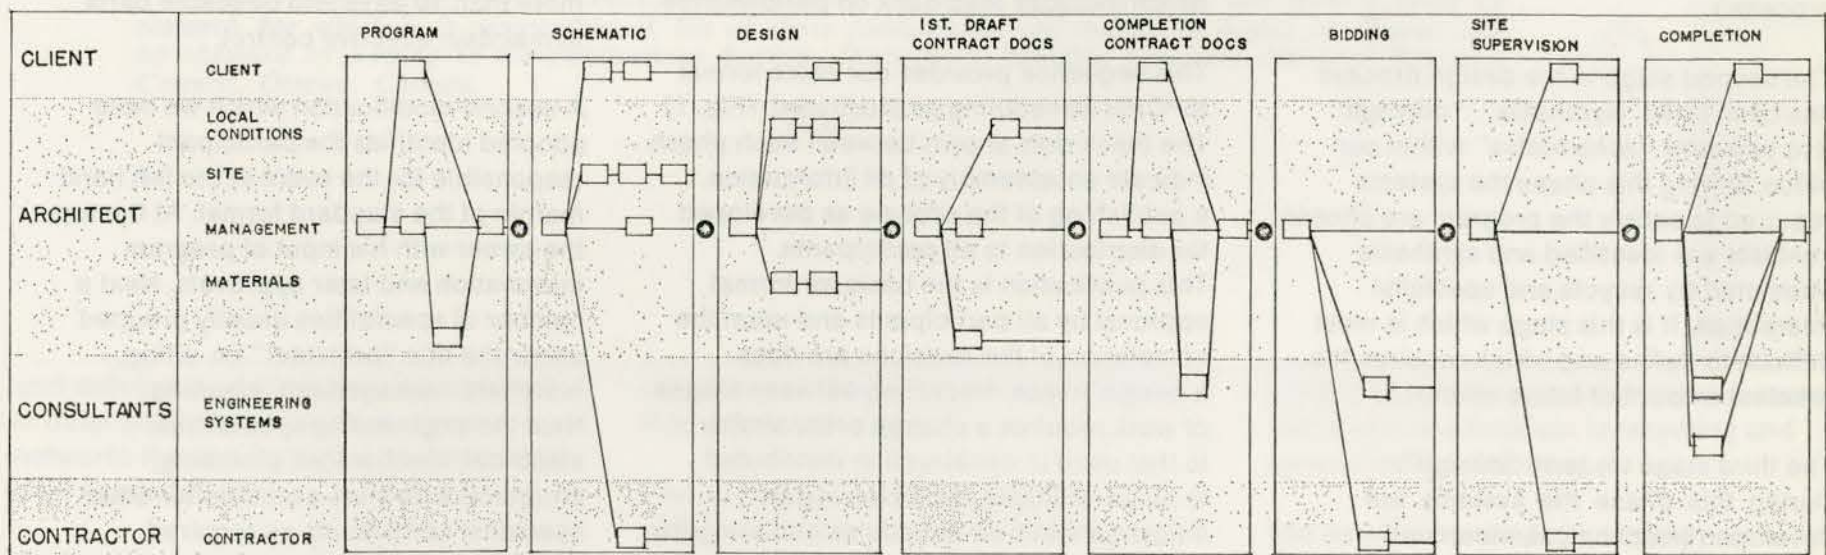 PROGRAM
SCHEMATIC
DESIGN
1ST. DRAFT
CONTRACT DOCS
COMPLETION
CONTRACT DOCS
BIDDING
SITE
SUPERVISION
COMPLETION
CLIENT
CLIENT
LOCAL
CONDITIONS
SITE
ARCHITECT
MANAGEMENT
MATERIALS
CONSULTANTS
ENGINEERING
SYSTEMS
CONTRACTOR
CONTRACTOR